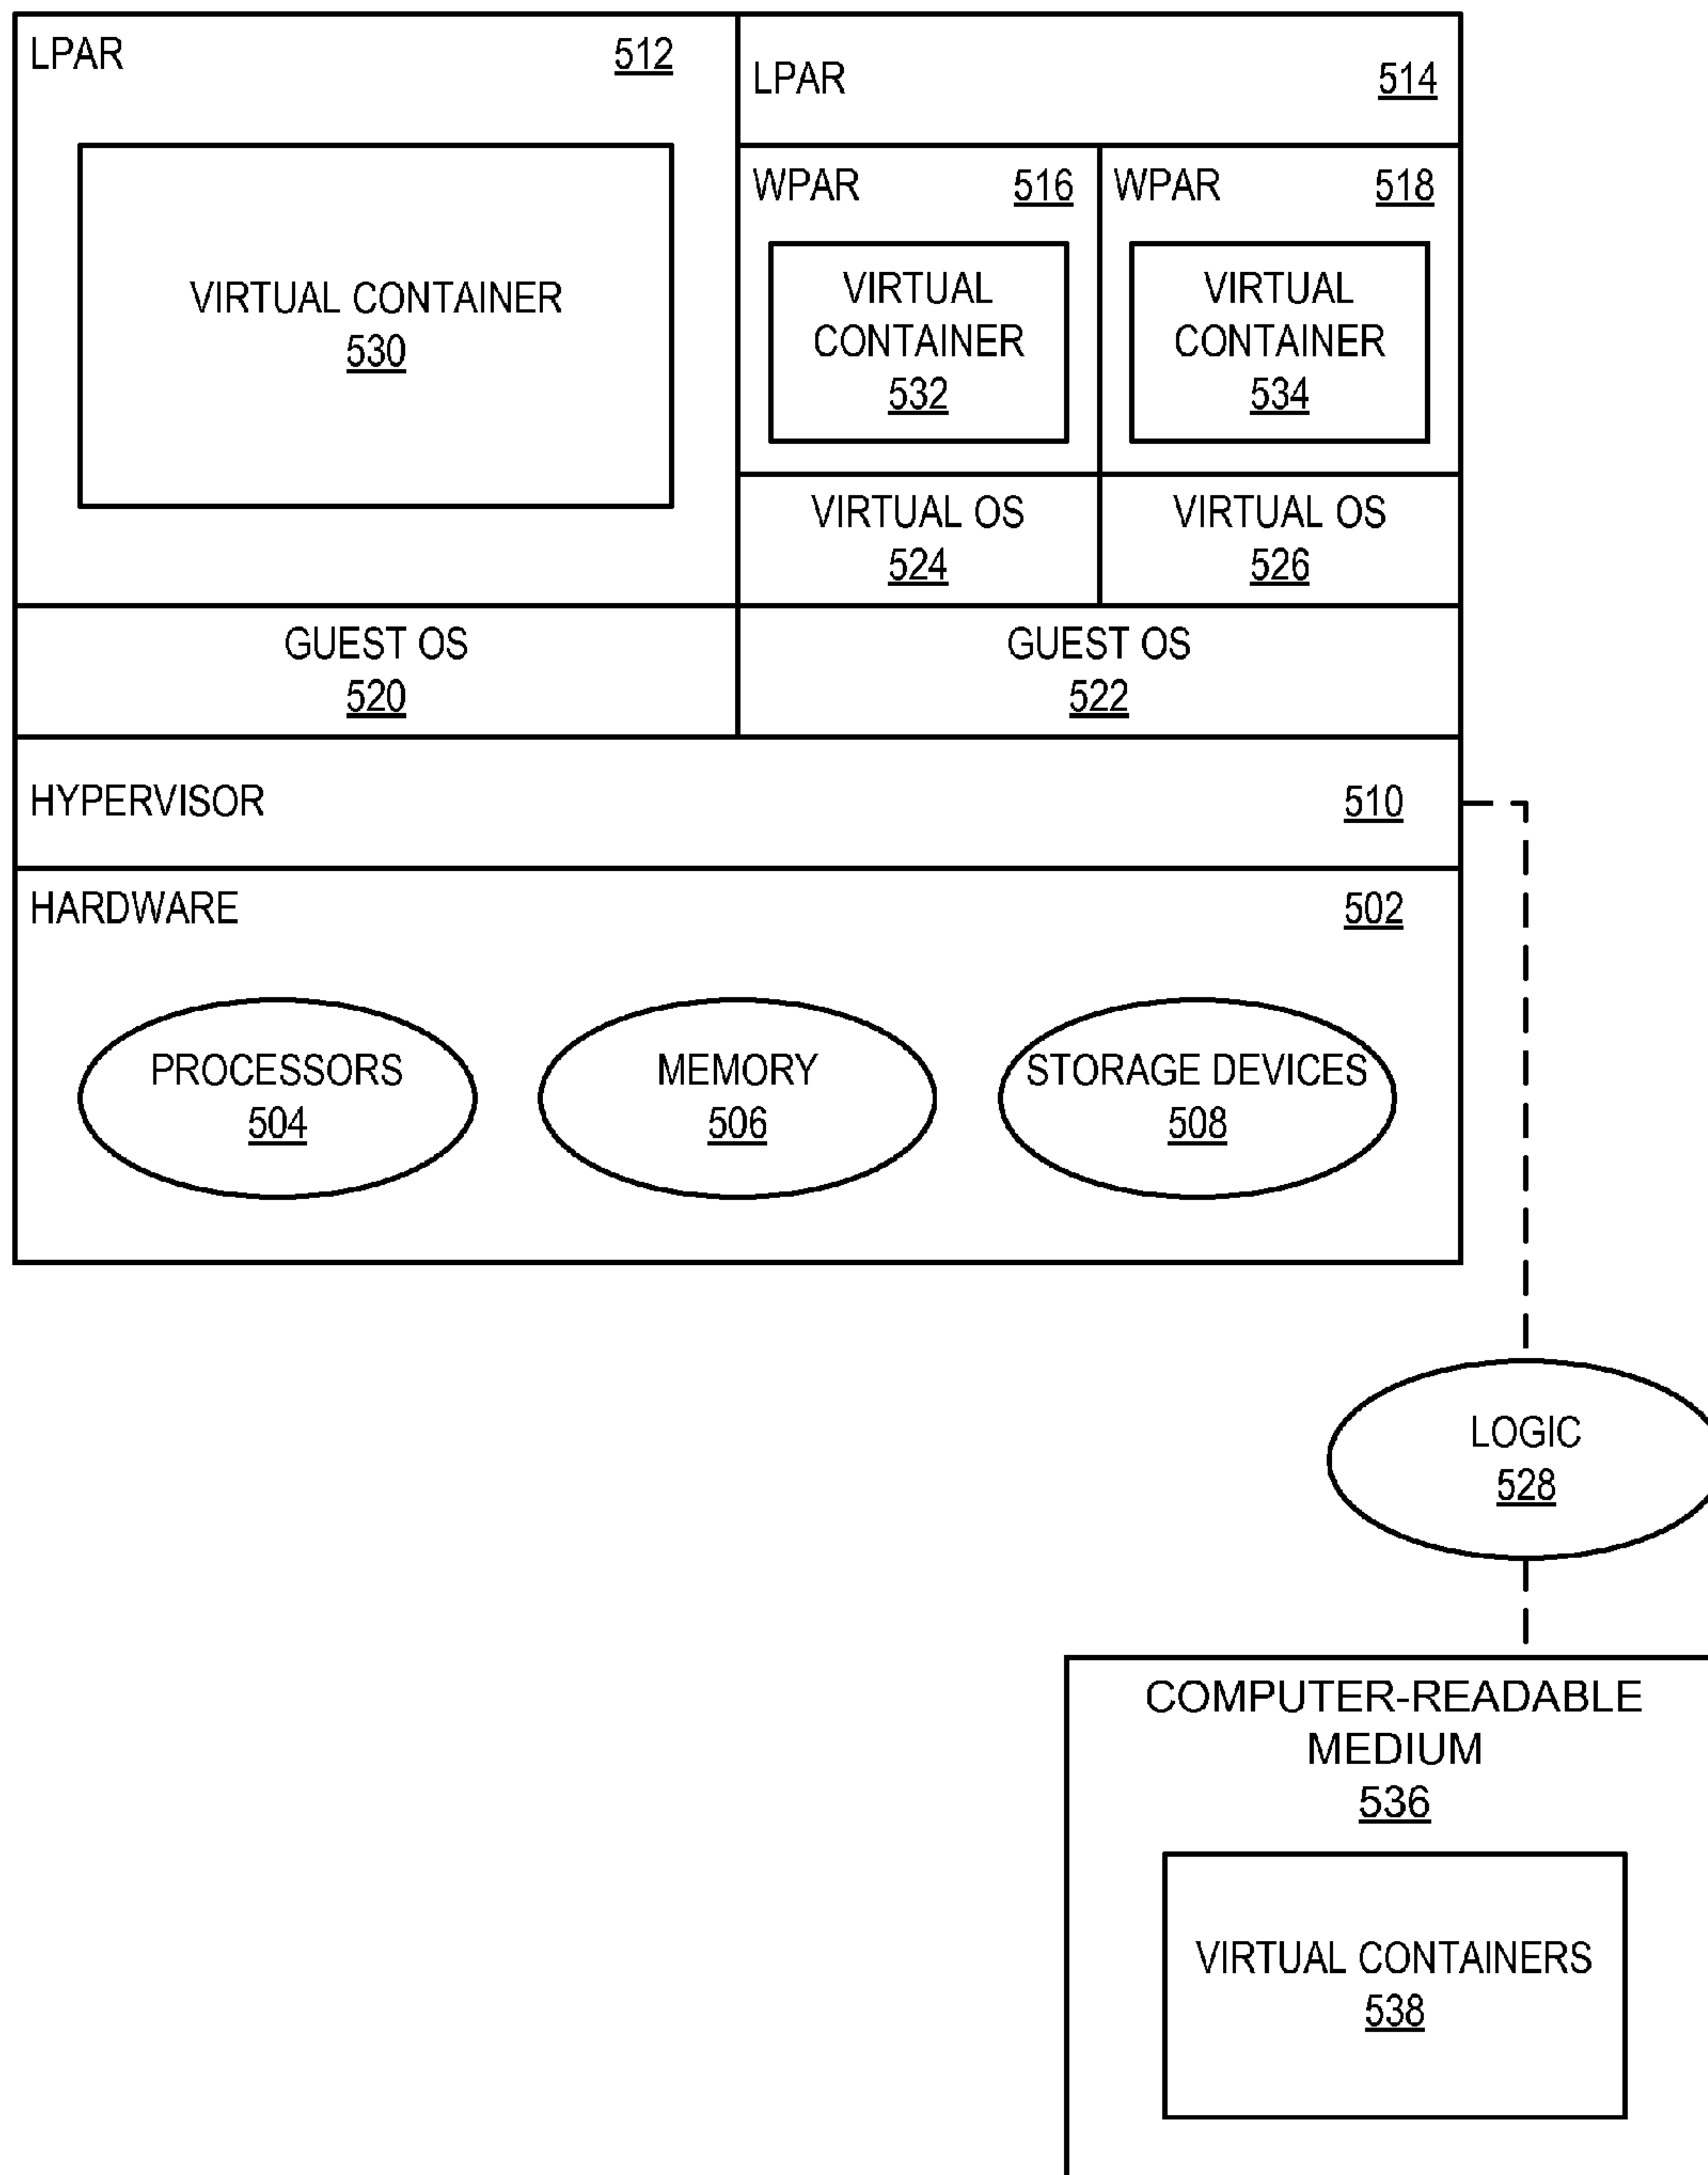 LPAR 512
VIRTUAL CONTAINER
530
LPAR 514
WPAR 516
VIRTUAL
CONTAINER
532
WPAR 518
VIRTUAL
CONTAINER
534
VIRTUAL OS
524
VIRTUAL OS
526
GUEST OS
520
GUEST OS
522
HYPERVISOR 510
HARDWARE 502
PROCESSORS
504
MEMORY
506
STORAGE DEVICES
508
LOGIC
528
COMPUTER-READABLE
MEDIUM
536
VIRTUAL CONTAINERS
538